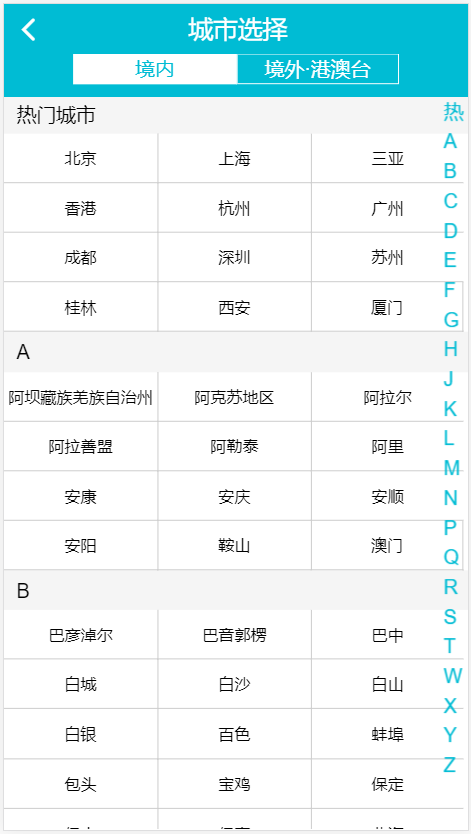 城市选择
境内 境外·港澳台
热门城市
北京 上海 三亚
香港 杭州 广州
成都 深圳 苏州
桂林 西安 厦门
A
阿坝藏族羌族自治州 阿克苏地区 阿拉尔
阿拉善盟 阿勒泰 阿里
安康 安庆 安顺
安阳 鞍山 澳门
B
巴彦淖尔 巴音郭楞 巴中
白城 白沙 白山
白银 百色 蚌埠
包头 宝鸡 保定
热
A
B
C
D
E
F
G
H
J
K
L
M
N
P
Q
R
S
T
W
X
Y
Z